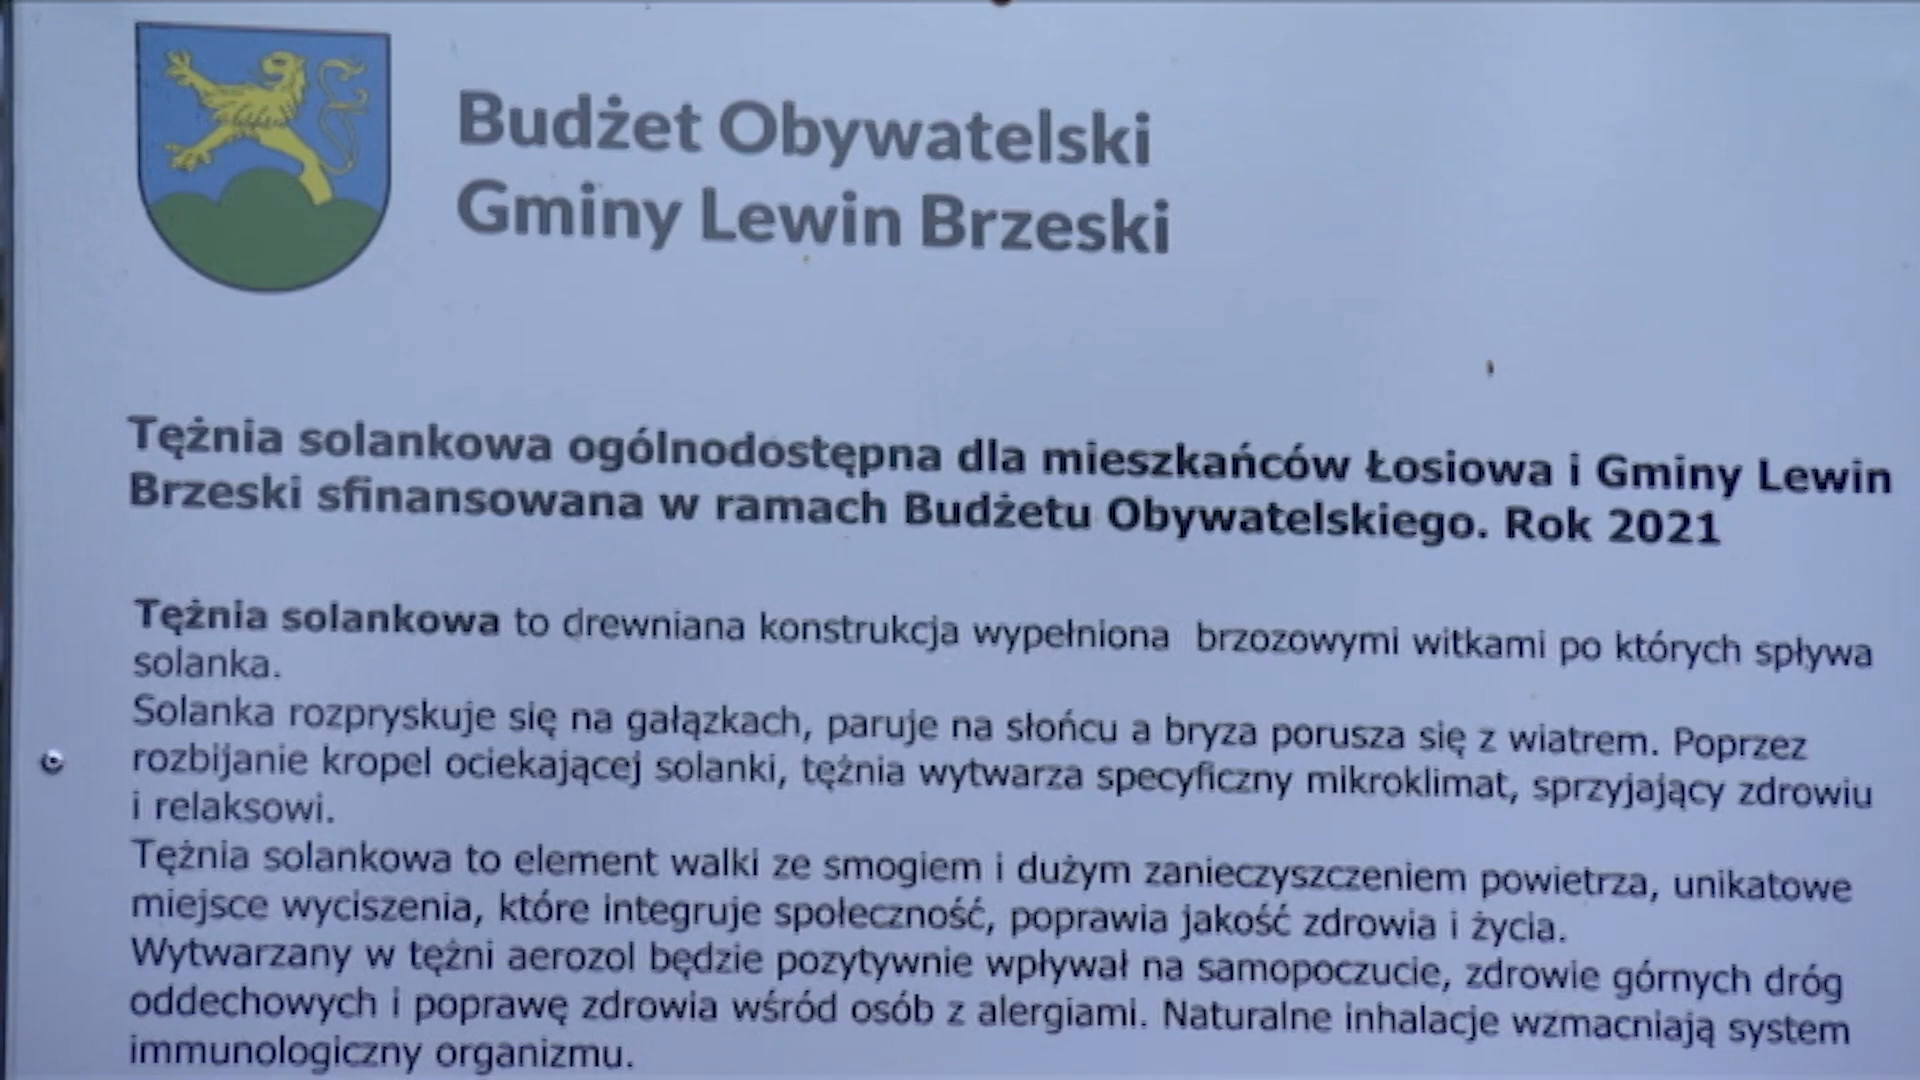 Budżet Obywatelski
Gminy Lewin Brzeski
Tężnia solankowa ogólnodostępna dla mieszkańców Łosiowa i Gminy Lewin
Brzeski sfinansowana w ramach Budżetu Obywatelskiego. Rok 2021
Tężnia solankowa to drewniana konstrukcja wypełniona brzozowymi witkami po których spływa
solanka.
Solanka rozpryskuje się na gałązkach, paruje na słońcu a bryza porusza się z wiatrem. Poprzez
rozbijanie kropel ociekającej solanki, tężnia wytwarza specyficzny mikroklimat, sprzyjający zdrowiu
i relaksowi.
Tężnia solankowa to element walki ze smogiem i dużym zanieczyszczeniem powietrza, unikatowe
miejsce wyciszenia, które integruje społeczność, poprawia jakość zdrowia i życia.
Wytwarzany w tężni aerozol będzie pozytywnie wpływał na samopoczucie, zdrowie górnych dróg
oddechowych i poprawę zdrowia wśród osób z alergiami. Naturalne inhalacje wzmacniają system
immunologiczny organizmu.